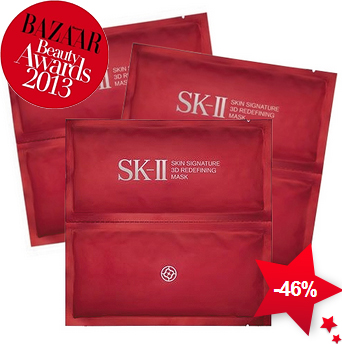 BAZAAR
Beauty
Awards
2013
SK-II
SKIN SIGNATURE
3D REDEFINING
MASK
SK-II
SKIN SIGNATURE
3D REDEFINING
MASK
SK-II
SKIN SIGNATURE
3D REDEFINING
MASK
-46%